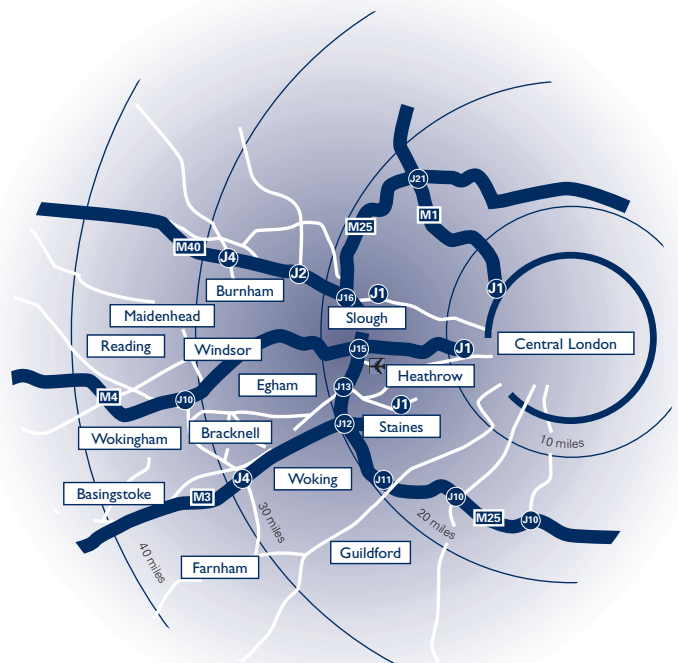 J21
M25
M1
M40
J4
J2
J16
J1
J1
Burnham
Maidenhead
Slough
Reading
Windsor
J15
J1
Central London
Egham
J13
Heathrow
M4
J10
J1
Wokingham
Bracknell
J12
Staines
10 miles
Basingstoke
M3
J4
Woking
J11
J10
M25
J10
30 miles
20 miles
40 miles
Farnham
Guildford